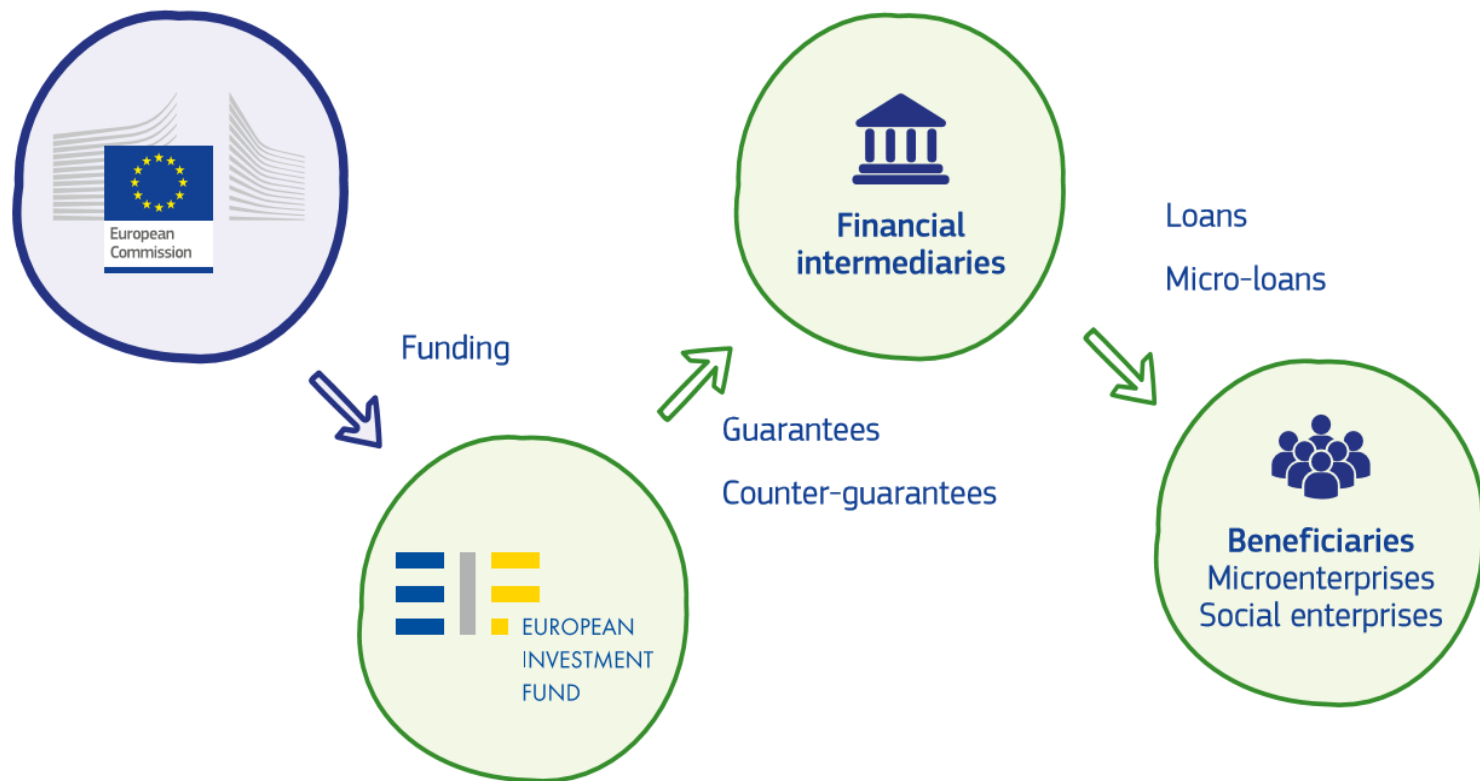 European
Commission
Funding
EUROPEAN
INVESTMENT
FUND
Guarantees
Counter-guarantees
Financial
intermediaries
Loans
Micro-loans
Beneficiaries
Microenterprises
Social enterprises